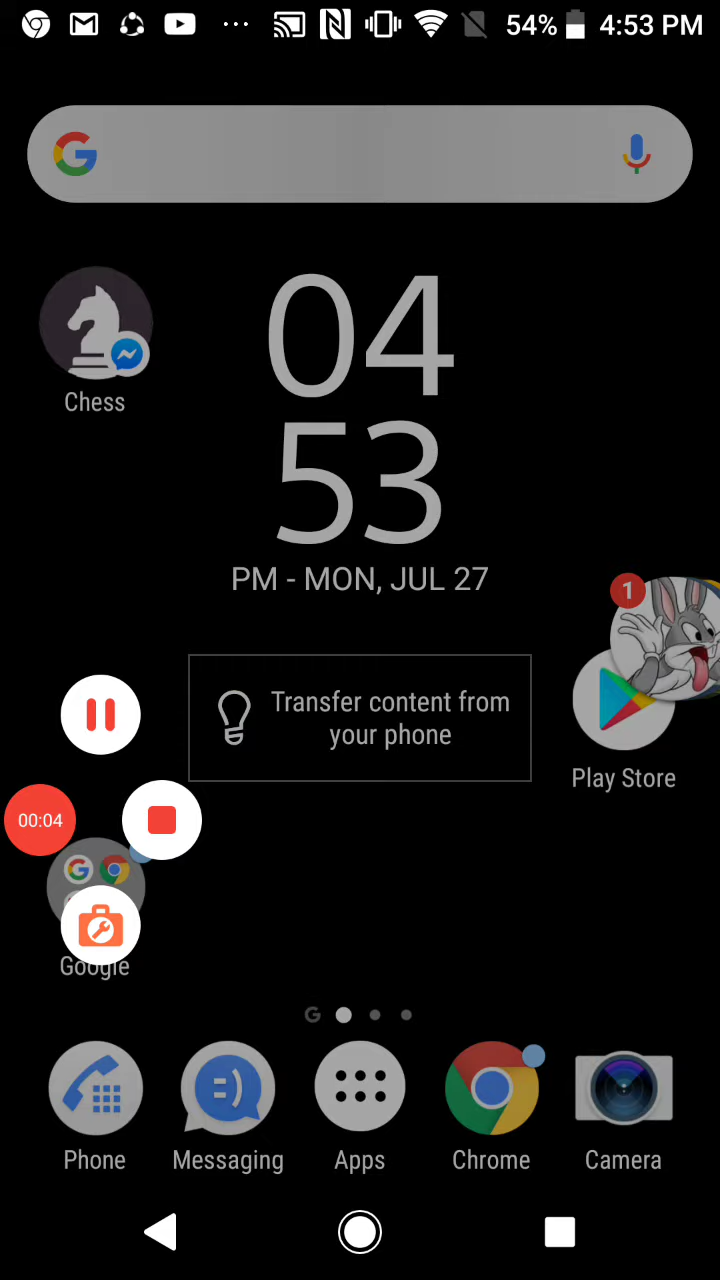 54% 4:53 PM
04
53
PM - MON, JUL 27
Chess
1
Transfer content from
your phone
Play Store
00:04
Google
Phone
Messaging
Apps
Chrome
Camera